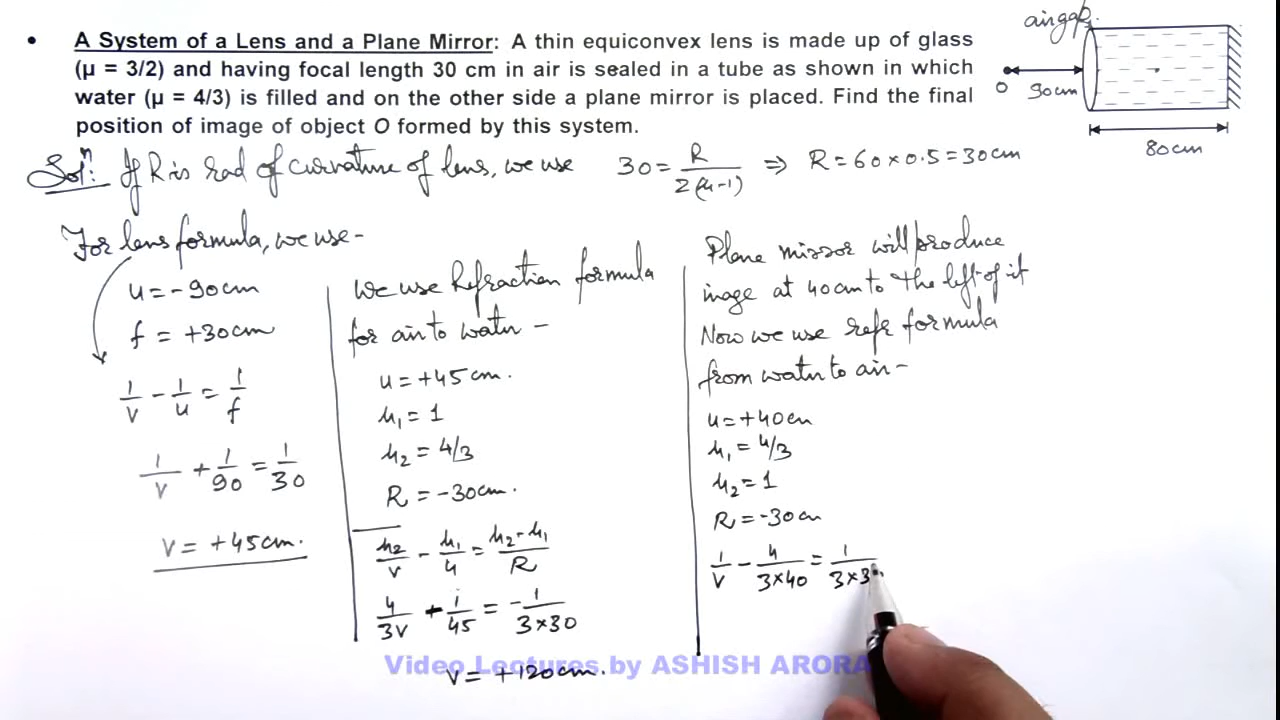 • A System of a Lens and a Plane Mirror: A thin equiconvex lens is made up of glass
(μ = 3/2) and having focal length 30 cm in air is sealed in a tube as shown in which
water (μ = 4/3) is filled and on the other side a plane mirror is placed. Find the final
position of image of object O formed by this system.
air gap.
O
90cm
80cm
Solⁿ: If R is rad of curvature of lens, we use 30 = R/2(μ-1) ⇒ R = 60 × 0.5 = 30cm
For lens formula, we use -
u = -90cm
f = +30cm
1/v - 1/u = 1/f
1/v + 1/90 = 1/30
v = +45cm.
We use Refraction formula
for air to water -
u = +45cm.
μ₁ = 1
μ₂ = 4/3
R = -30cm.
μ₂/v - μ₁/u = μ₂-μ₁/R
4/3v - 1/45 = -1/3×30
v = +120cm.
Plane mirror will produce
image at 40cm to the left of it
Now we use refr formula
from water to air -
u = +40cm
μ₁ = 4/3
μ₂ = 1
R = -30cm
1/v - 4/3×40 = 1/3×3
Video Lectures by ASHISH ARORA